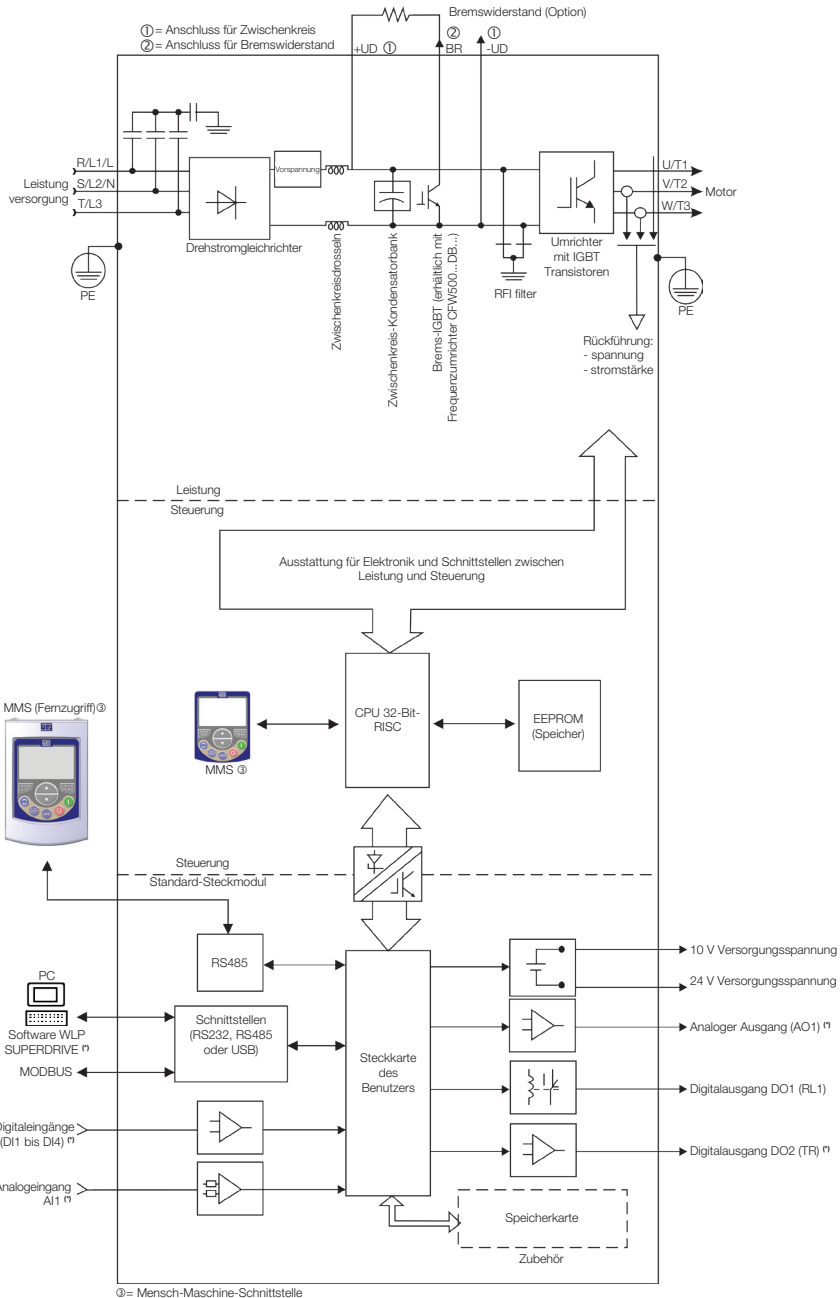 ①= Anschluss für Zwischenkreis
②= Anschluss für Bremswiderstand
Bremswiderstand (Option)
+UD ①
②
BR
①
-UD
R/L1/L
S/L2/N
T/L3
Leistung
versorgung
PE
Vorspannung
Drehstromgleichrichter
Zwischenkreisdrosseln
Zwischenkreis-Kondensatorbank
Brems-IGBT (erhältlich mit
Frequenzumrichter CFW500...DB...)
RFI filter
Umrichter
mit IGBT
Transistoren
U/T1
V/T2
W/T3
Motor
PE
Rückführung:
- spannung
- stromstärke
Leistung
Steuerung
Ausstattung für Elektronik und Schnittstellen zwischen
Leistung und Steuerung
MMS (Fernzugriff)③
MMS ③
CPU 32-Bit-
RISC
EEPROM
(Speicher)
Steuerung
Standard-Steckmodul
RS485
PC
Software WLP
SUPERDRIVE (*)
MODBUS
Schnittstellen
(RS232, RS485
oder USB)
Steckkarte
des
Benutzers
10 V Versorgungsspannung
24 V Versorgungsspannung
Analoger Ausgang (AO1) (*)
Digitalausgang DO1 (RL1)
Digitalausgang DO2 (TR) (*)
Digitaleingänge
(DI1 bis DI4) (*)
Analogeingang
AI1 (*)
Speicherkarte
Zubehör
③= Mensch-Maschine-Schnittstelle